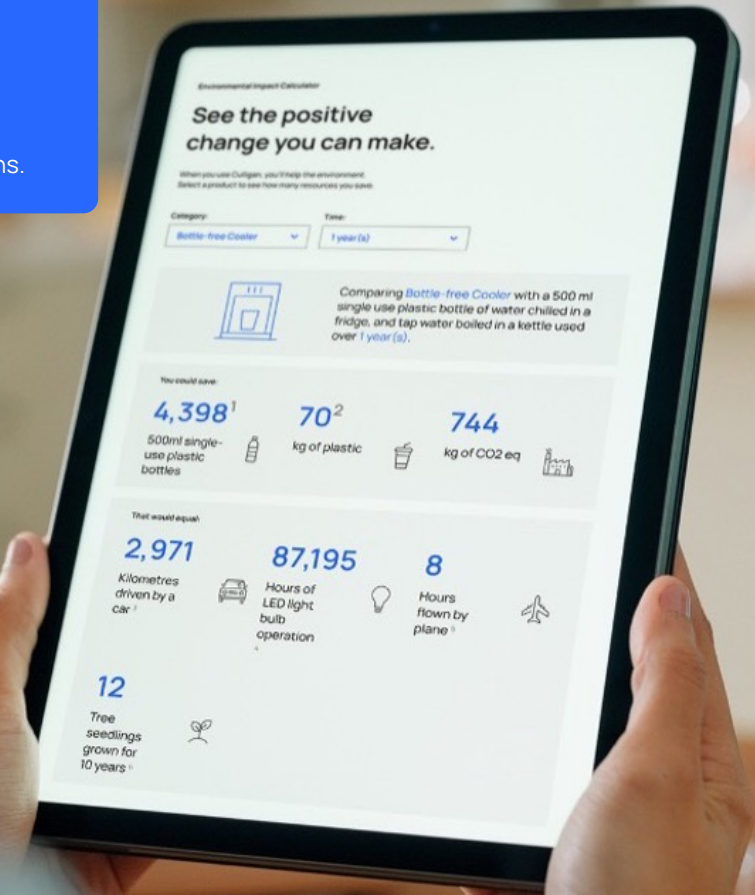 ns.
Environmental Impact Calculator
See the positive
change you can make.
When you use Culligan, you'll help the environment.
Select a product to see how many resources you save.
Category:
Time:
Bottle-free Cooler
1 year(s)
Comparing Bottle-free Cooler with a 500 ml
single use plastic bottle of water chilled in a
fridge, and tap water boiled in a kettle used
over 1 year(s).
You could save:
4,398¹
500ml single-
use plastic
bottles
70²
kg of plastic
744
kg of CO2 eq
That would equal:
2,971
Kilometres
driven by a
car ³
87,195
Hours of
LED light
bulb
operation
8
Hours
flown by
plane ⁵
12
Tree
seedlings
grown for
10 years ⁶